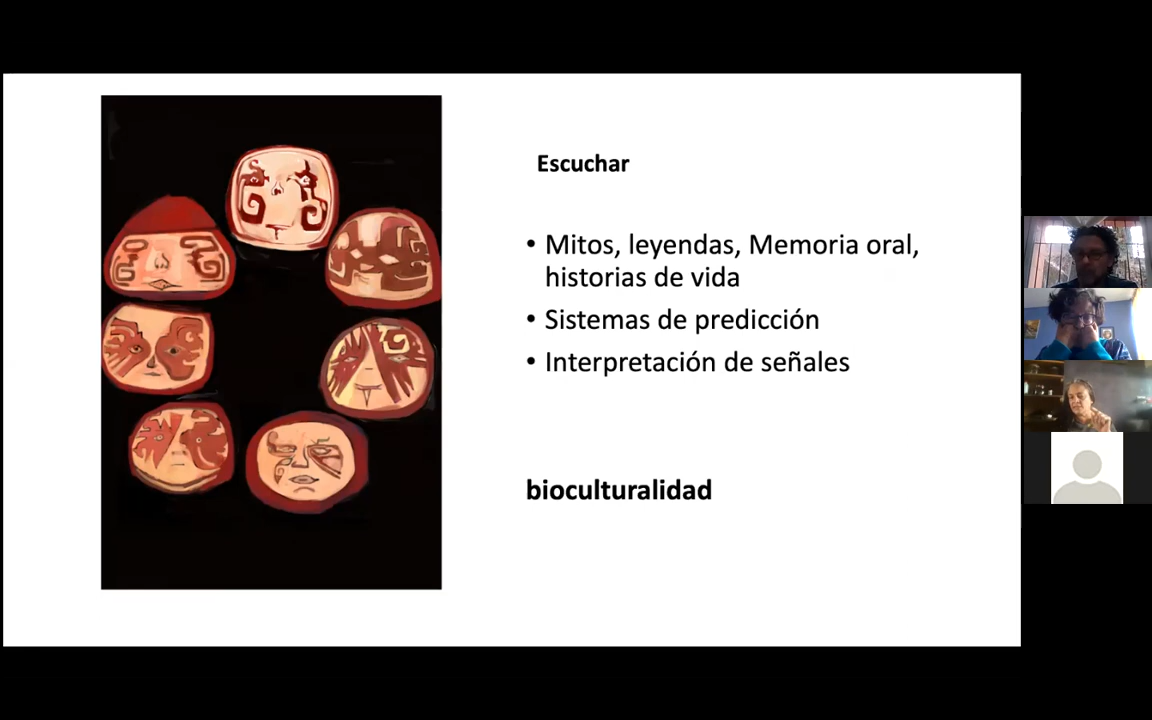 Escuchar
• Mitos, leyendas, Memoria oral,
historias de vida
• Sistemas de predicción
• Interpretación de señales
bioculturalidad